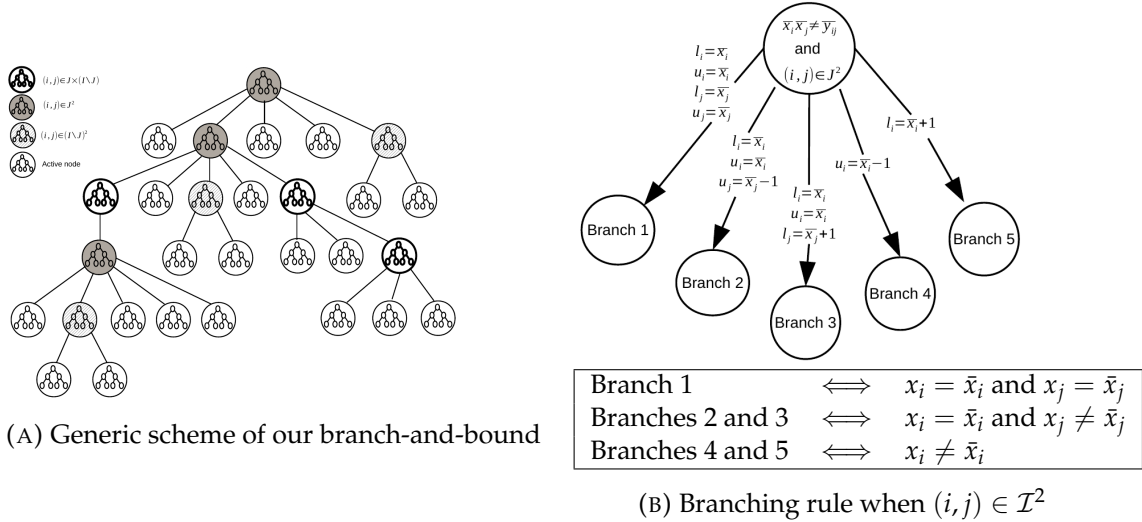 (i,j)∈J×(I\J)
(i,j)∈J²
(i,j)∈(I\J)²
Active node
(A) Generic scheme of our branch-and-bound
x̄ᵢx̄ⱼ≠ȳᵢⱼ
and
(i,j)∈J²
lᵢ=x̄ᵢ
uᵢ=x̄ᵢ
lⱼ=x̄ⱼ
uⱼ=x̄ⱼ
lᵢ=x̄ᵢ
uᵢ=x̄ᵢ
uⱼ=x̄ⱼ−1
lᵢ=x̄ᵢ
uᵢ=x̄ᵢ
lⱼ=x̄ⱼ+1
uᵢ=x̄ᵢ−1
lᵢ=x̄ᵢ+1
Branch 1
Branch 2
Branch 3
Branch 4
Branch 5
Branch 1 ⟺ xᵢ = x̄ᵢ and xⱼ = x̄ⱼ
Branches 2 and 3 ⟺ xᵢ = x̄ᵢ and xⱼ ≠ x̄ⱼ
Branches 4 and 5 ⟺ xᵢ ≠ x̄ᵢ
(B) Branching rule when (i, j) ∈ ℐ²